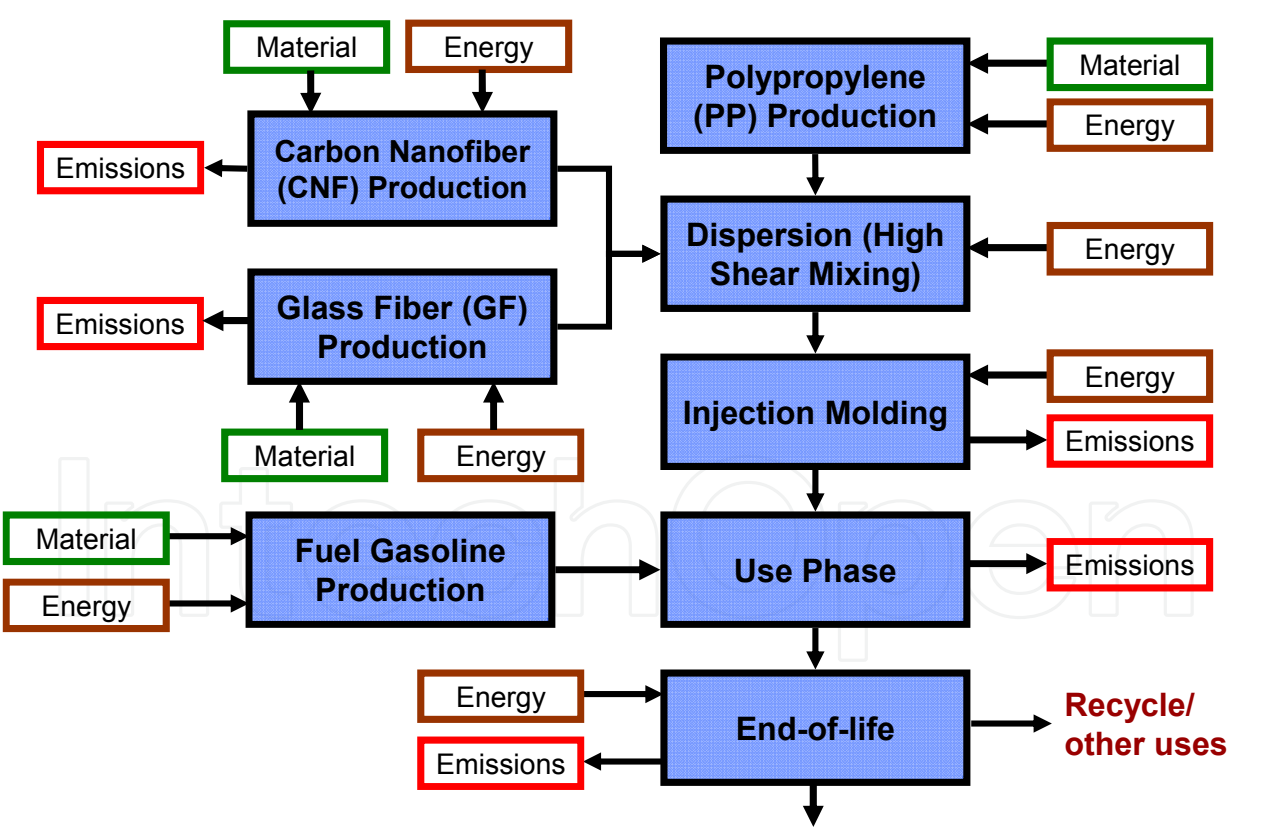 Material
Energy
Polypropylene
(PP) Production
Material
Energy
Emissions
Carbon Nanofiber
(CNF) Production
Dispersion (High
Shear Mixing)
Energy
Emissions
Glass Fiber (GF)
Production
Injection Molding
Energy
Emissions
Material
Energy
IntechOpen
Material
Energy
Fuel Gasoline
Production
Use Phase
Emissions
Energy
Emissions
End-of-life
Recycle/
other uses